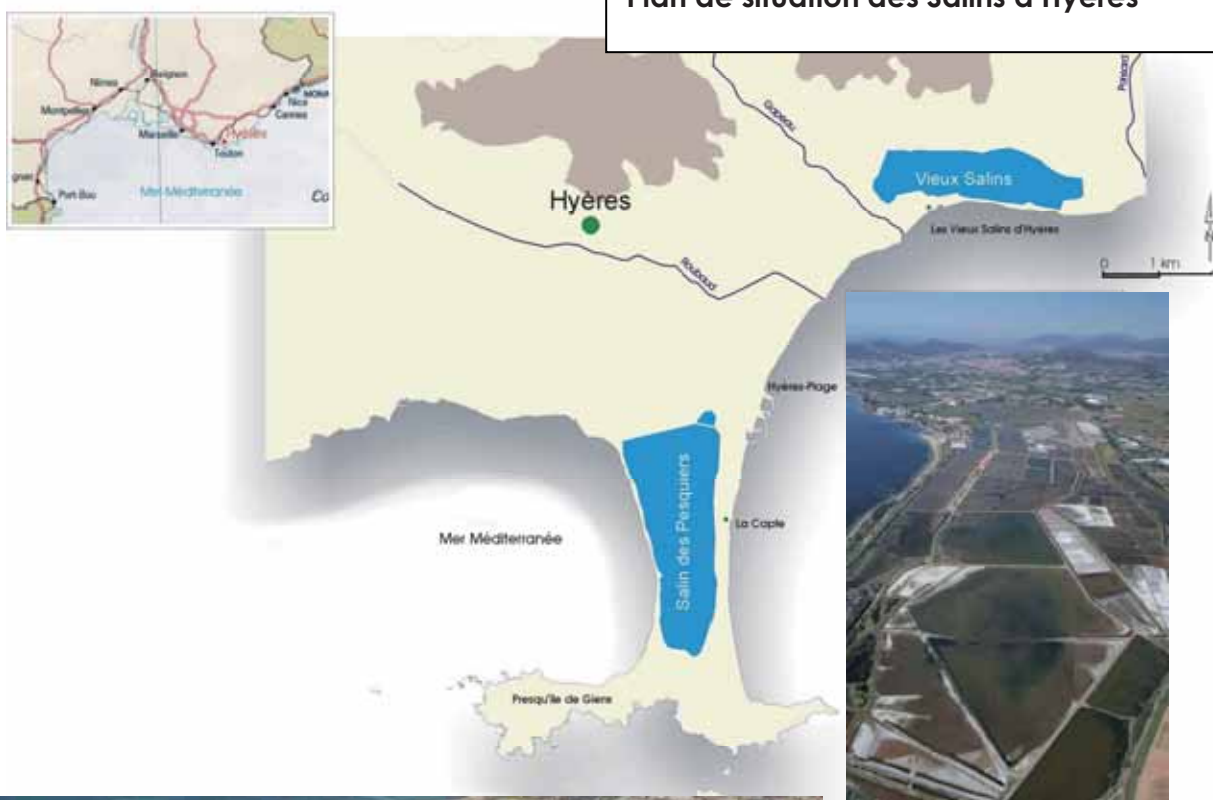 Plan de situation des Salins d'Hyères
Nîmes
Avignon
Montpellier
Nice
Cannes
Marseille
Hyères
Toulon
Port-Bou
Mer Méditerranée
Co
Gapeau
Vieux Salins
Hyères
Les Vieux Salins d'Hyères
N
0 1 km
Roubaud
Hyères-Plage
Salin des Pesquiers
La Capte
Mer Méditerranée
Presqu'île de Giens